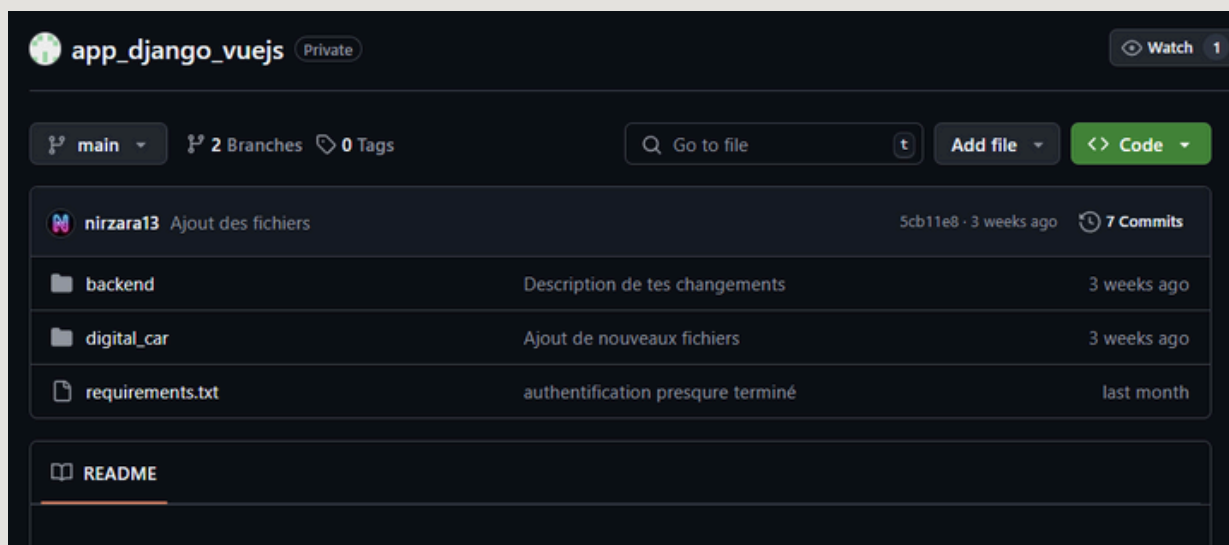 app_django_vuejs Private Watch 1
main 2 Branches 0 Tags Go to file t Add file <> Code
nirzara13 Ajout des fichiers 5cb11e8 · 3 weeks ago 7 Commits
backend Description de tes changements 3 weeks ago
digital_car Ajout de nouveaux fichiers 3 weeks ago
requirements.txt authentification presqure terminé last month
README